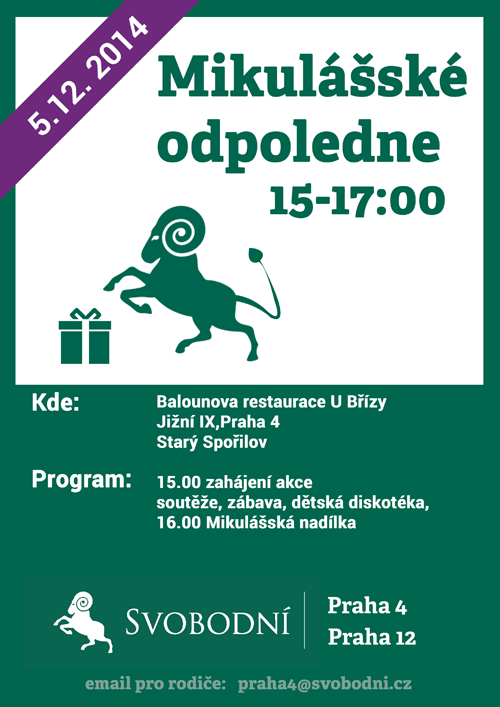 5.12. 2014
Mikulášské
odpoledne
15-17:00
Kde:
Balounova restaurace U Břízy
Jižní IX,Praha 4
Starý Spořilov
Program:
15.00 zahájení akce
soutěže, zábava, dětská diskotéka,
16.00 Mikulášská nadílka
SVOBODNÍ
Praha 4
Praha 12
email pro rodiče: praha4@svobodni.cz